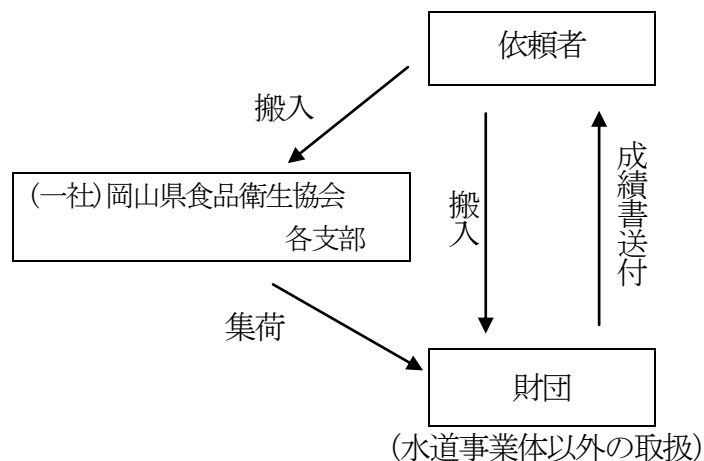 依頼者
搬入
(一社)岡山県食品衛生協会
各支部
搬入
成績書送付
集荷
財団
(水道事業体以外の取扱)